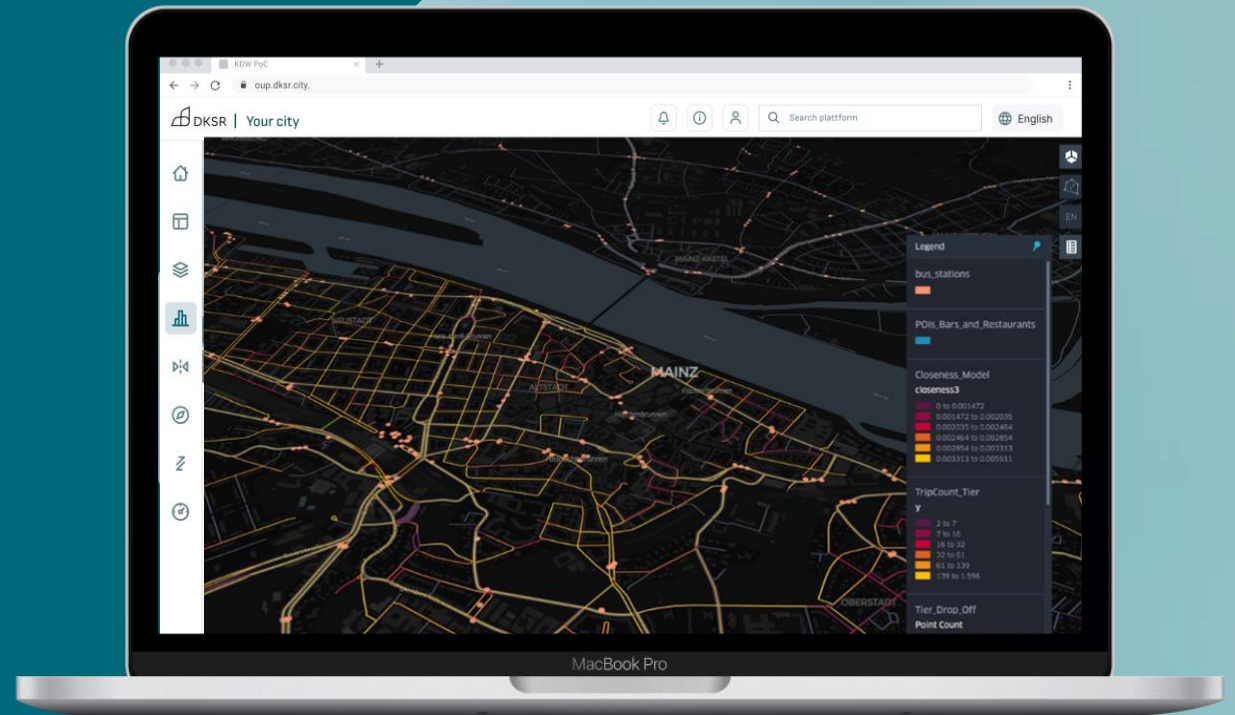 KDW PoC
oup.dksr.city.
DKSR | Your city
Search plattform
English
EN
Legend
bus_stations
POIs_Bars_and_Restaurants
Closeness_Model
closeness3
0 to 0.001472
0.001472 to 0.002035
0.002035 to 0.002464
0.002464 to 0.002854
0.002854 to 0.003313
0.003313 to 0.005511
TripCount_Tier
y
2 to 7
7 to 16
16 to 32
32 to 61
61 to 139
139 to 1,596
Tier_Drop_Off
Point Count
MAINZ-KASTEL
NEUSTADT
MAINZ
ALTSTADT
OBERSTADT
MacBook Pro